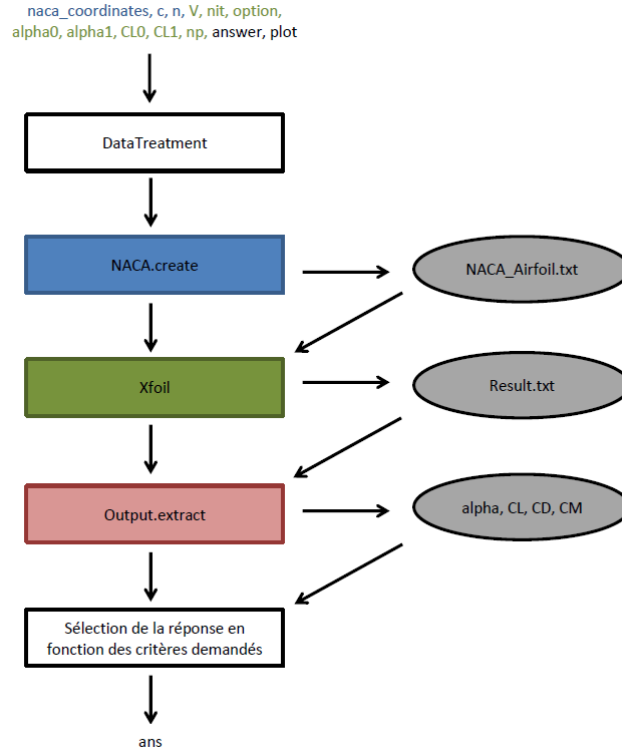 naca_coordinates, c, n, V, nit, option,
alpha0, alpha1, CL0, CL1, np, answer, plot
DataTreatment
NACA.create
NACA_Airfoil.txt
Xfoil
Result.txt
Output.extract
alpha, CL, CD, CM
Sélection de la réponse en
fonction des critères demandés
ans